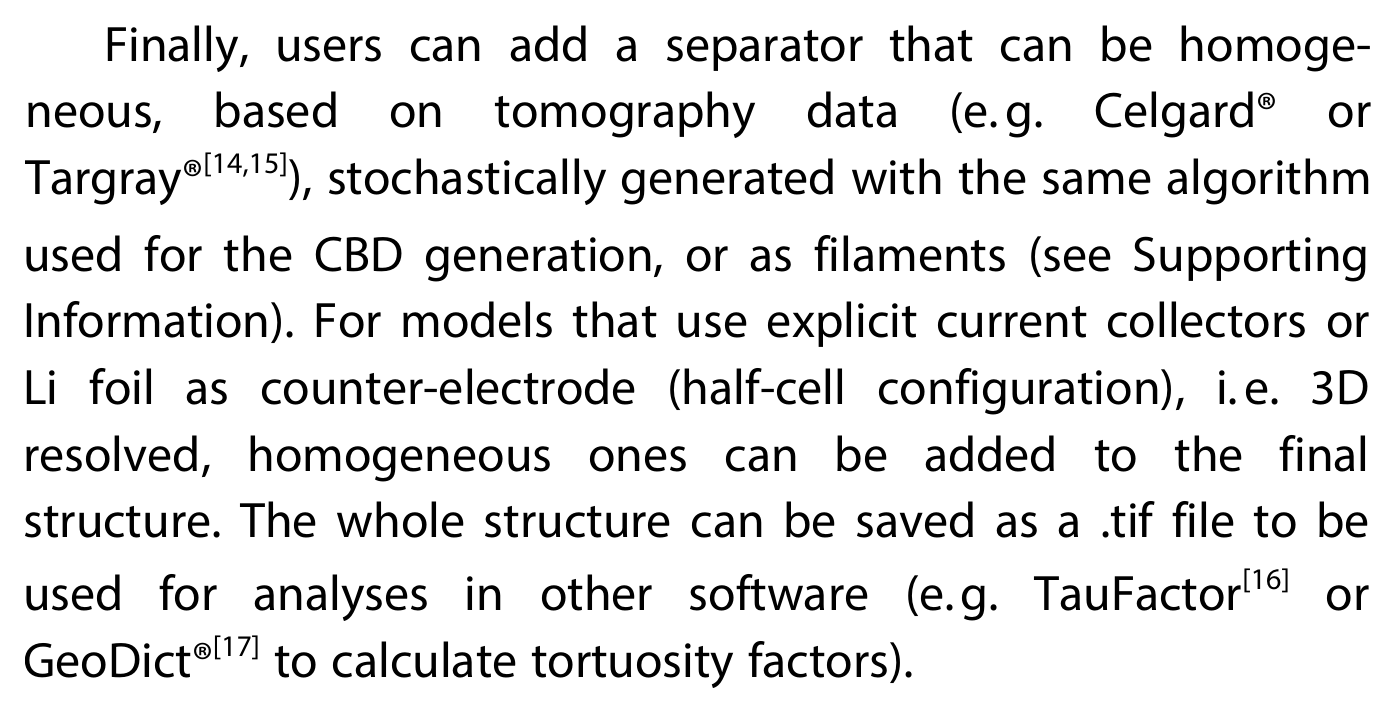 Finally, users can add a separator that can be homoge-
neous, based on tomography data (e.g. Celgard® or
Targray®[14,15]), stochastically generated with the same algorithm
used for the CBD generation, or as filaments (see Supporting
Information). For models that use explicit current collectors or
Li foil as counter-electrode (half-cell configuration), i.e. 3D
resolved, homogeneous ones can be added to the final
structure. The whole structure can be saved as a .tif file to be
used for analyses in other software (e.g. TauFactor[16] or
GeoDict®[17] to calculate tortuosity factors).